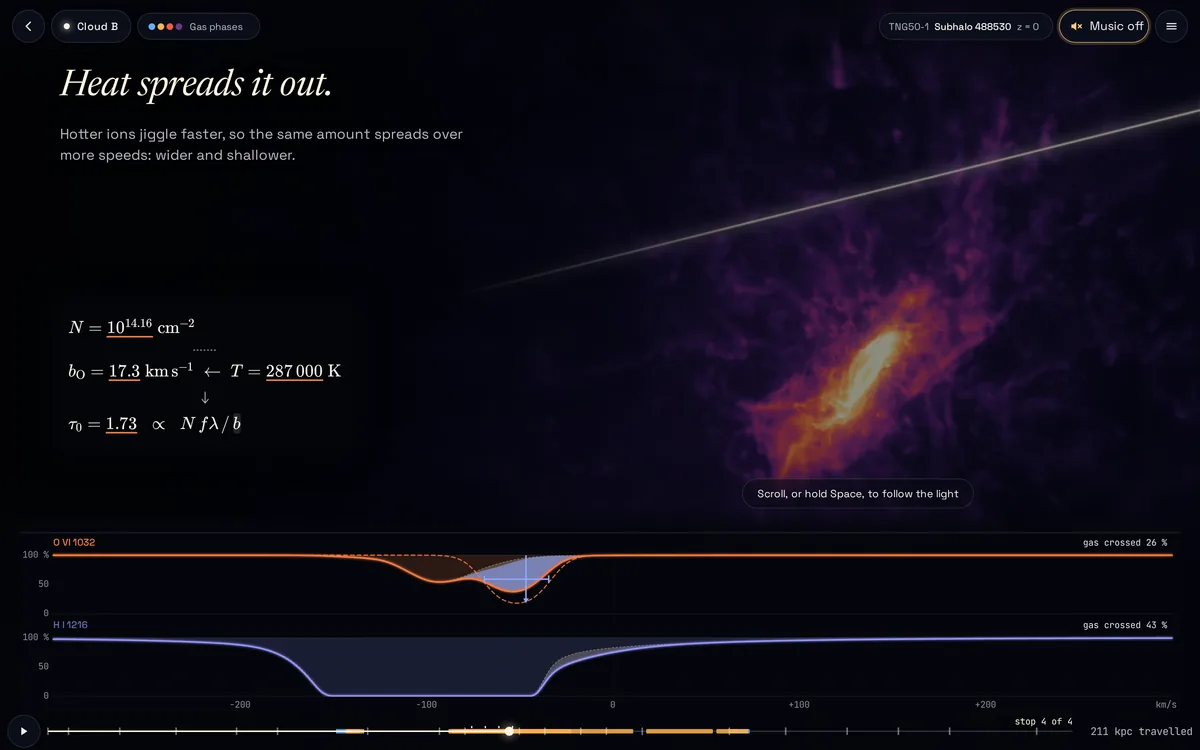 Cloud B
Gas phases
TNG50-1 Subhalo 488530 z = 0
Music off
Heat spreads it out.
Hotter ions jiggle faster, so the same amount spreads over
more speeds: wider and shallower.
N = 10^14.16 cm^−2
b_O = 17.3 km s^−1 ← T = 287 000 K
↓
τ_0 = 1.73 ∝ N f λ / b
Scroll, or hold Space, to follow the light
O VI 1032
gas crossed 26 %
100 %
50
0
H I 1216
gas crossed 43 %
100 %
50
0
-200 -100 0 +100 +200 km/s
stop 4 of 4
211 kpc travelled